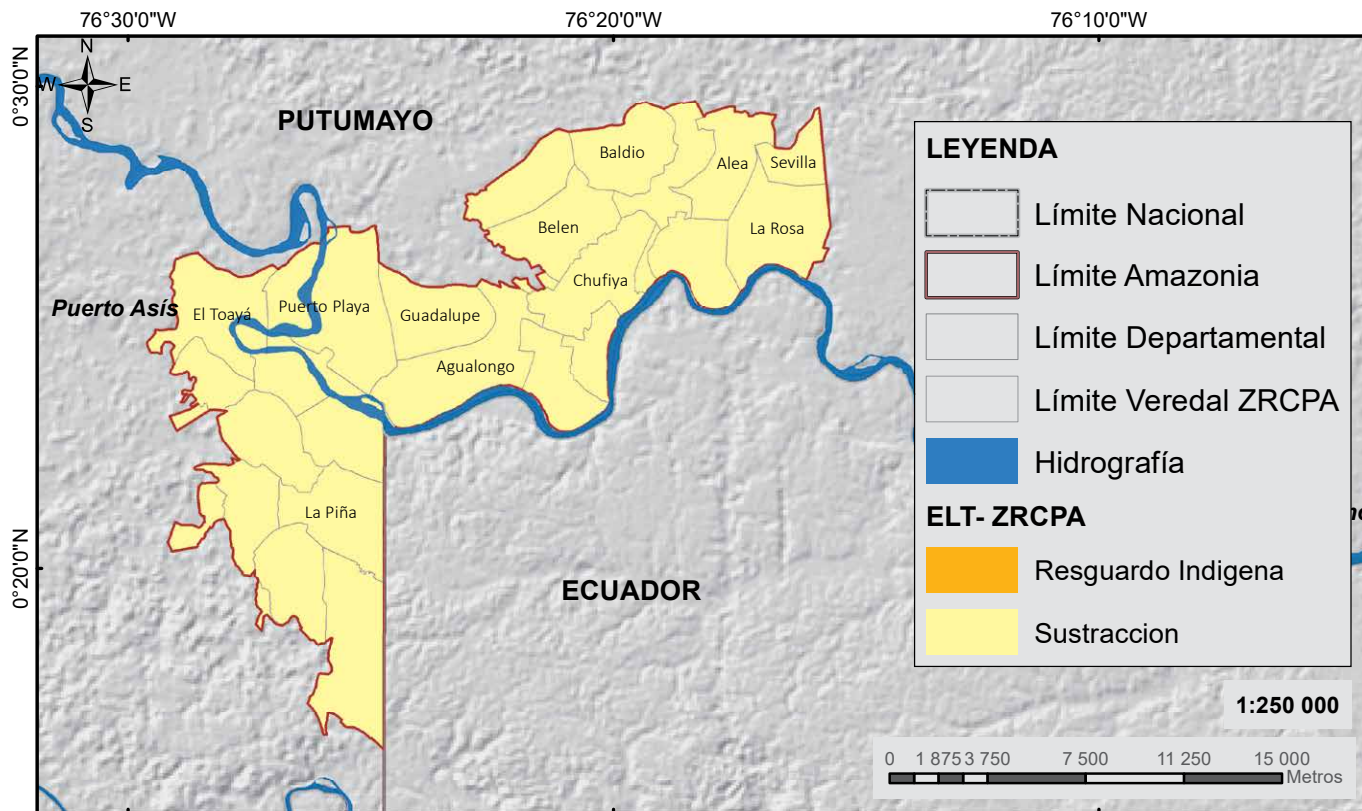 76°30'0"W
76°20'0"W
76°10'0"W
0°30'0"N
0°20'0"N
N
W E
S
PUTUMAYO
Baldio
Alea
Sevilla
Belen
La Rosa
Chufiya
Puerto Asís
El Toayá
Puerto Playa
Guadalupe
Agualongo
La Piña
ECUADOR
LEYENDA
Límite Nacional
Límite Amazonia
Límite Departamental
Límite Veredal ZRCPA
Hidrografía
ELT- ZRCPA
Resguardo Indigena
Sustraccion
1:250 000
0 1 875 3 750 7 500 11 250 15 000
Metros